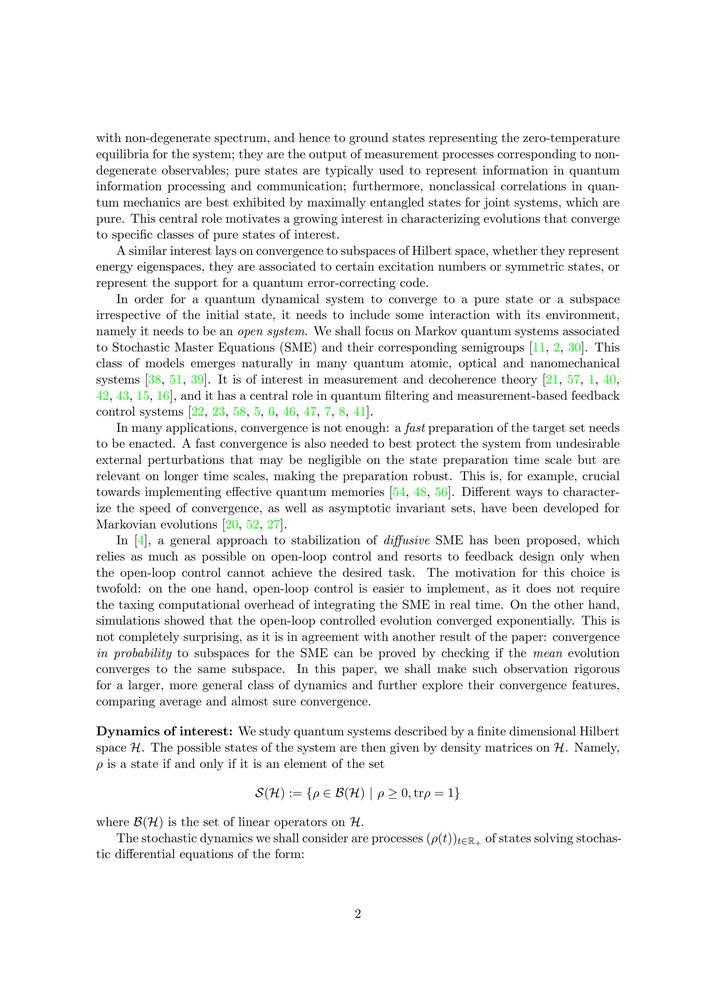 with non-degenerate spectrum, and hence to ground states representing the zero-temperature
equilibria for the system; they are the output of measurement processes corresponding to non-
degenerate observables; pure states are typically used to represent information in quantum
information processing and communication; furthermore, nonclassical correlations in quan-
tum mechanics are best exhibited by maximally entangled states for joint systems, which are
pure. This central role motivates a growing interest in characterizing evolutions that converge
to specific classes of pure states of interest.
A similar interest lays on convergence to subspaces of Hilbert space, whether they represent
energy eigenspaces, they are associated to certain excitation numbers or symmetric states, or
represent the support for a quantum error-correcting code.
In order for a quantum dynamical system to converge to a pure state or a subspace
irrespective of the initial state, it needs to include some interaction with its environment,
namely it needs to be an open system. We shall focus on Markov quantum systems associated
to Stochastic Master Equations (SME) and their corresponding semigroups [11, 2, 30]. This
class of models emerges naturally in many quantum atomic, optical and nanomechanical
systems [38, 51, 39]. It is of interest in measurement and decoherence theory [21, 57, 1, 40,
42, 43, 15, 16], and it has a central role in quantum filtering and measurement-based feedback
control systems [22, 23, 58, 5, 6, 46, 47, 7, 8, 41].
In many applications, convergence is not enough: a fast preparation of the target set needs
to be enacted. A fast convergence is also needed to best protect the system from undesirable
external perturbations that may be negligible on the state preparation time scale but are
relevant on longer time scales, making the preparation robust. This is, for example, crucial
towards implementing effective quantum memories [54, 48, 56]. Different ways to character-
ize the speed of convergence, as well as asymptotic invariant sets, have been developed for
Markovian evolutions [20, 52, 27].
In [4], a general approach to stabilization of diffusive SME has been proposed, which
relies as much as possible on open-loop control and resorts to feedback design only when
the open-loop control cannot achieve the desired task. The motivation for this choice is
twofold: on the one hand, open-loop control is easier to implement, as it does not require
the taxing computational overhead of integrating the SME in real time. On the other hand,
simulations showed that the open-loop controlled evolution converged exponentially. This is
not completely surprising, as it is in agreement with another result of the paper: convergence
in probability to subspaces for the SME can be proved by checking if the mean evolution
converges to the same subspace. In this paper, we shall make such observation rigorous
for a larger, more general class of dynamics and further explore their convergence features,
comparing average and almost sure convergence.
Dynamics of interest: We study quantum systems described by a finite dimensional Hilbert
space ℋ. The possible states of the system are then given by density matrices on ℋ. Namely,
ρ is a state if and only if it is an element of the set
𝒮(ℋ) := {ρ ∈ ℬ(ℋ) | ρ ≥ 0, trρ = 1}
where ℬ(ℋ) is the set of linear operators on ℋ.
The stochastic dynamics we shall consider are processes (ρ(t))t∈ℝ+ of states solving stochas-
tic differential equations of the form:
2